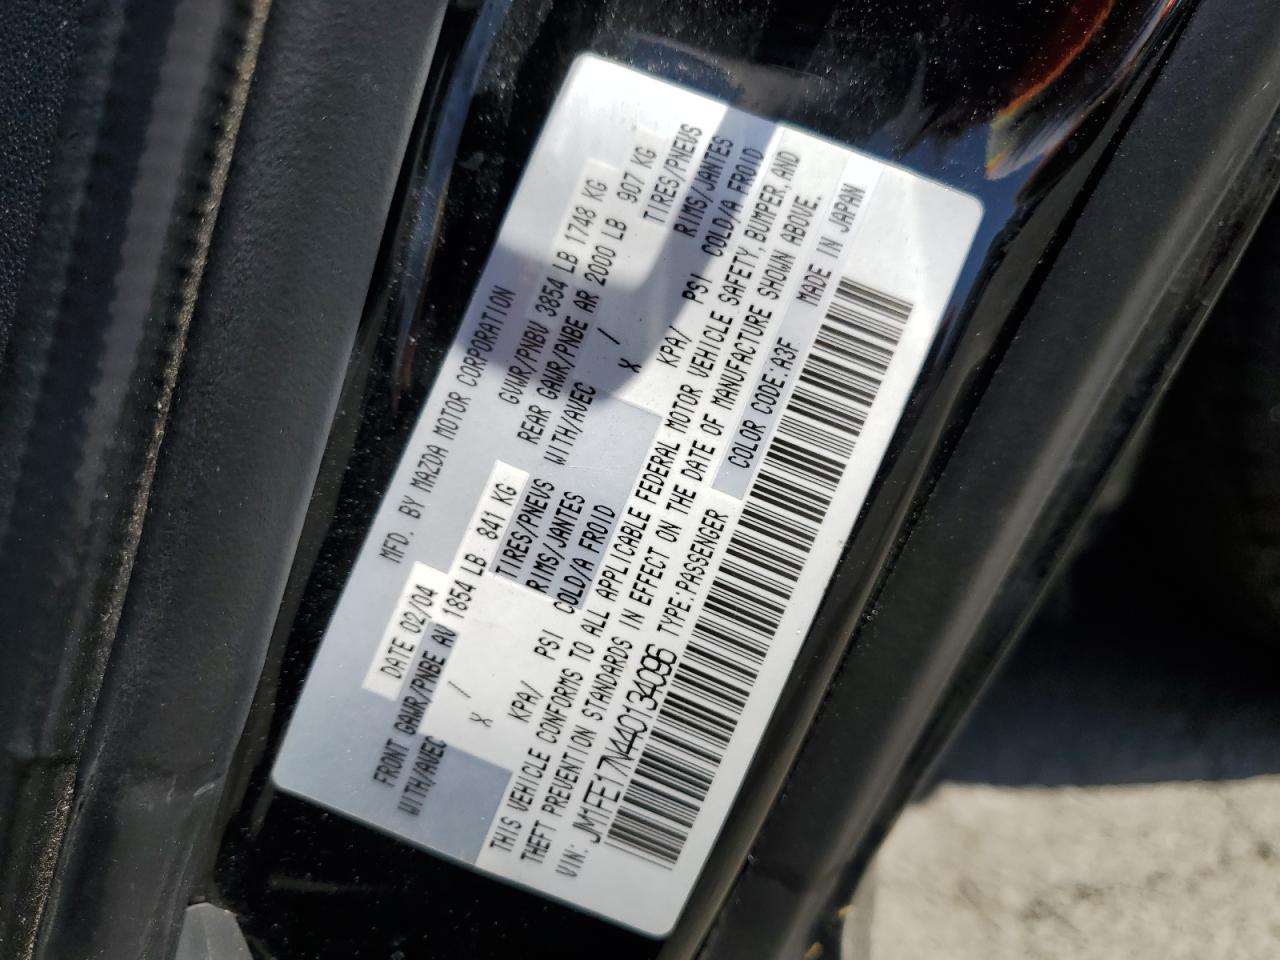 MFD. BY MAZDA MOTOR CORPORATION
DATE 02/04 GVWR/PNBV 3854 LB 1748 KG
FRONT GAWR/PNBE AV 1854 LB 841 KG REAR GAWR/PNBE AR 2000 LB 907 KG
WITH/AVEC TIRES/PNEUS WITH/AVEC TIRES/PNEUS
X / RIMS/JANTES X / RIMS/JANTES
KPA/ PSI COLD/A FROID KPA/ PSI COLD/A FROID
THIS VEHICLE CONFORMS TO ALL APPLICABLE FEDERAL MOTOR VEHICLE SAFETY, BUMPER, AND
THEFT PREVENTION STANDARDS IN EFFECT ON THE DATE OF MANUFACTURE SHOWN ABOVE.
VIN: JM1FE17N440134096 TYPE:PASSENGER COLOR CODE:A3F MADE IN JAPAN